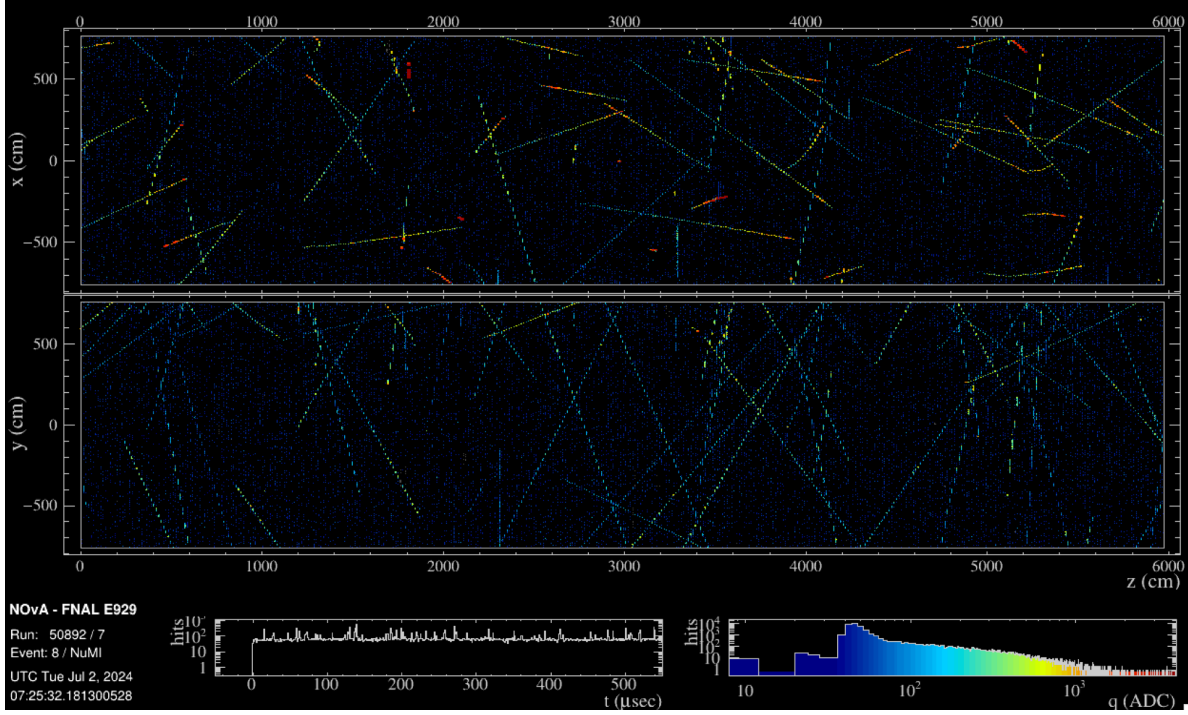 0 1000 2000 3000 4000 5000 6000
x (cm)
500
0
−500
y (cm)
500
0
−500
0 1000 2000 3000 4000 5000 6000
z (cm)
NOvA - FNAL E929
Run: 50892 / 7
Event: 8 / NuMI
UTC Tue Jul 2, 2024
07:25:32.181300528
hits
10²
10
1
0 100 200 300 400 500
t (μsec)
hits
10⁴
10³
10²
10
10 10² 10³
q (ADC)